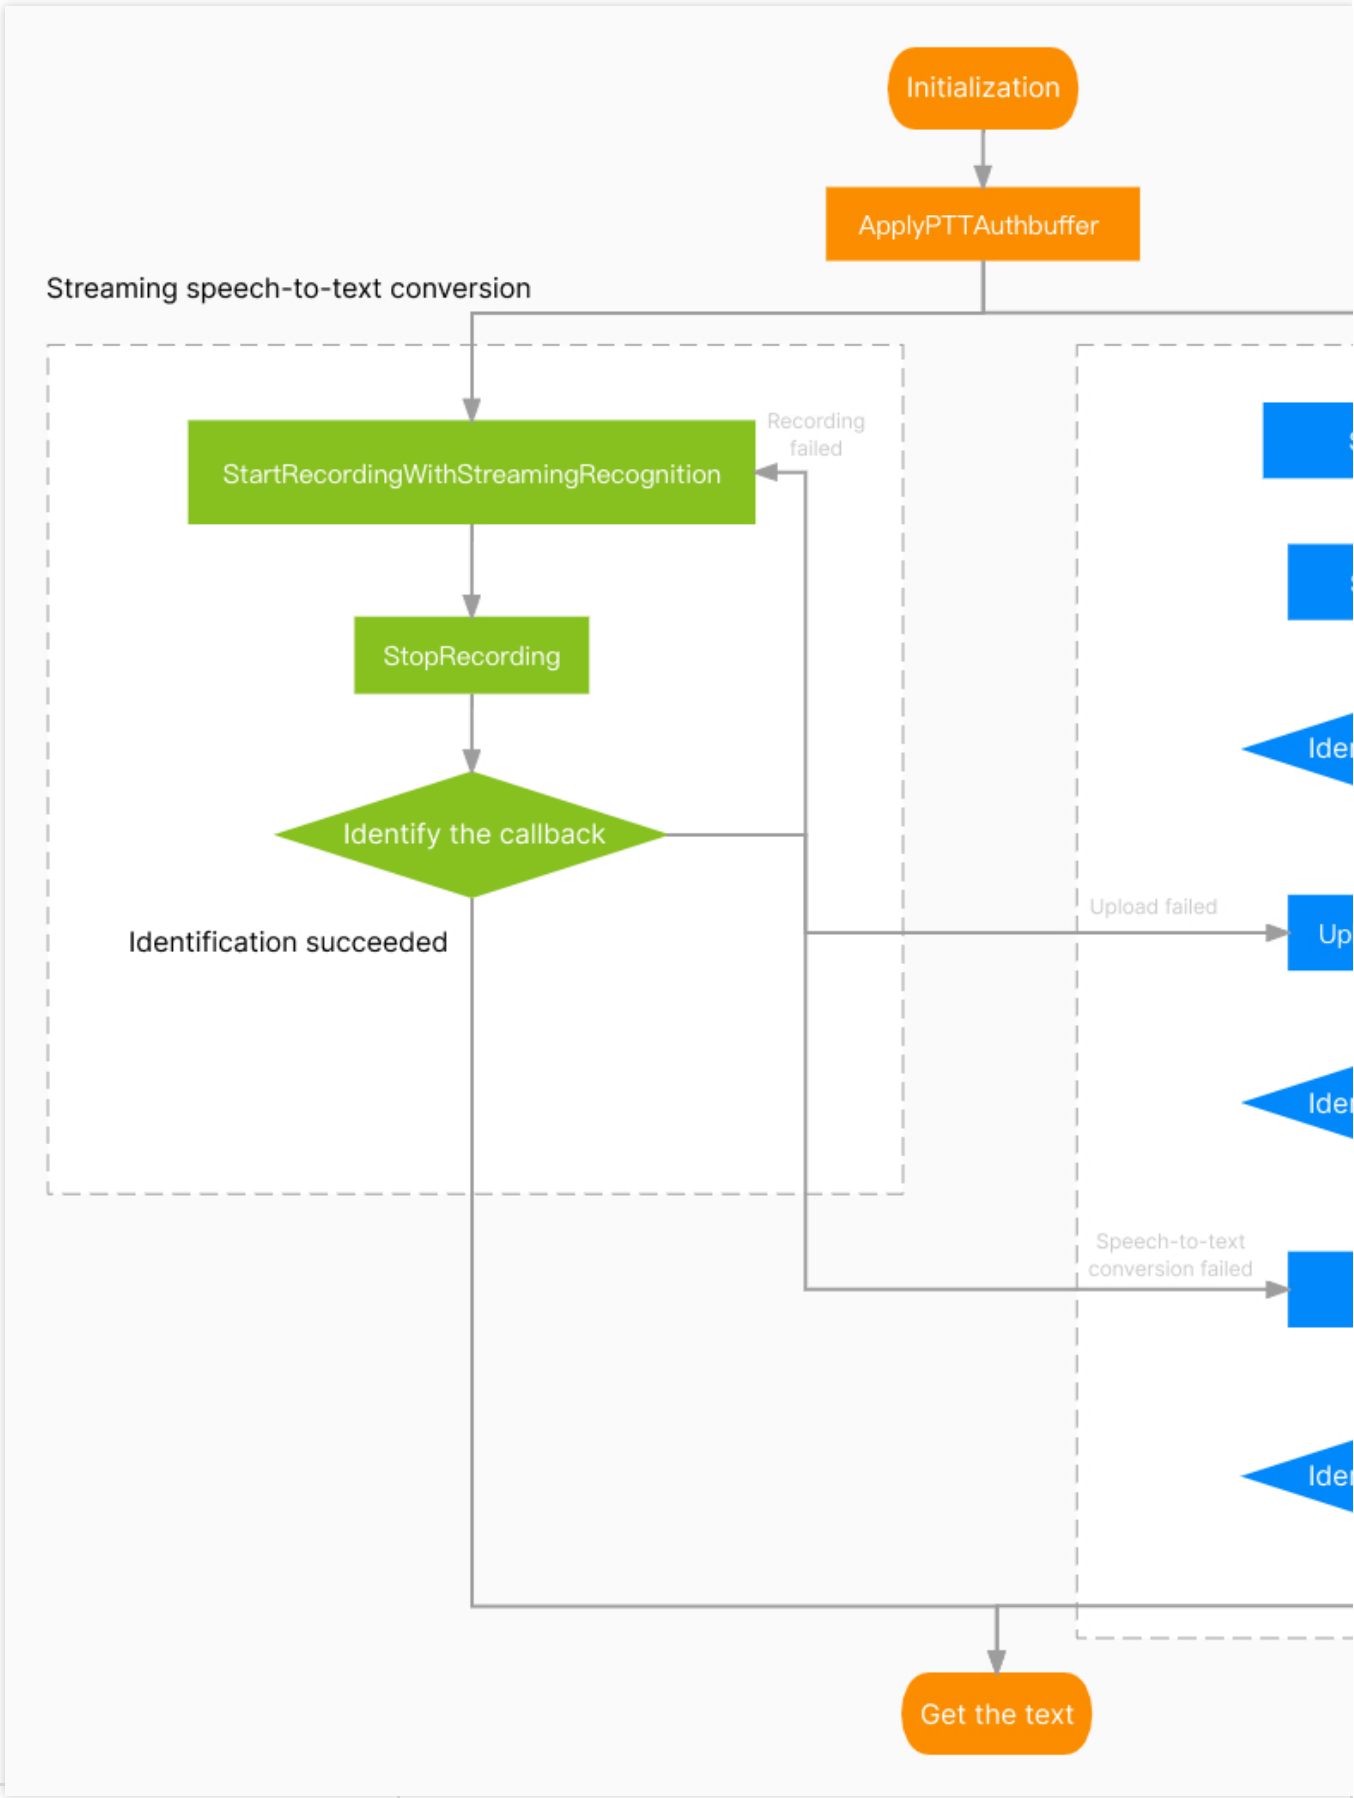 Initialization
ApplyPTTAuthbuffer
Streaming speech-to-text conversion
Recording
failed
StartRecordingWithStreamingRecognition
StopRecording
Identify the callback
Identification succeeded
Upload failed
Speech-to-text
conversion failed
Get the text